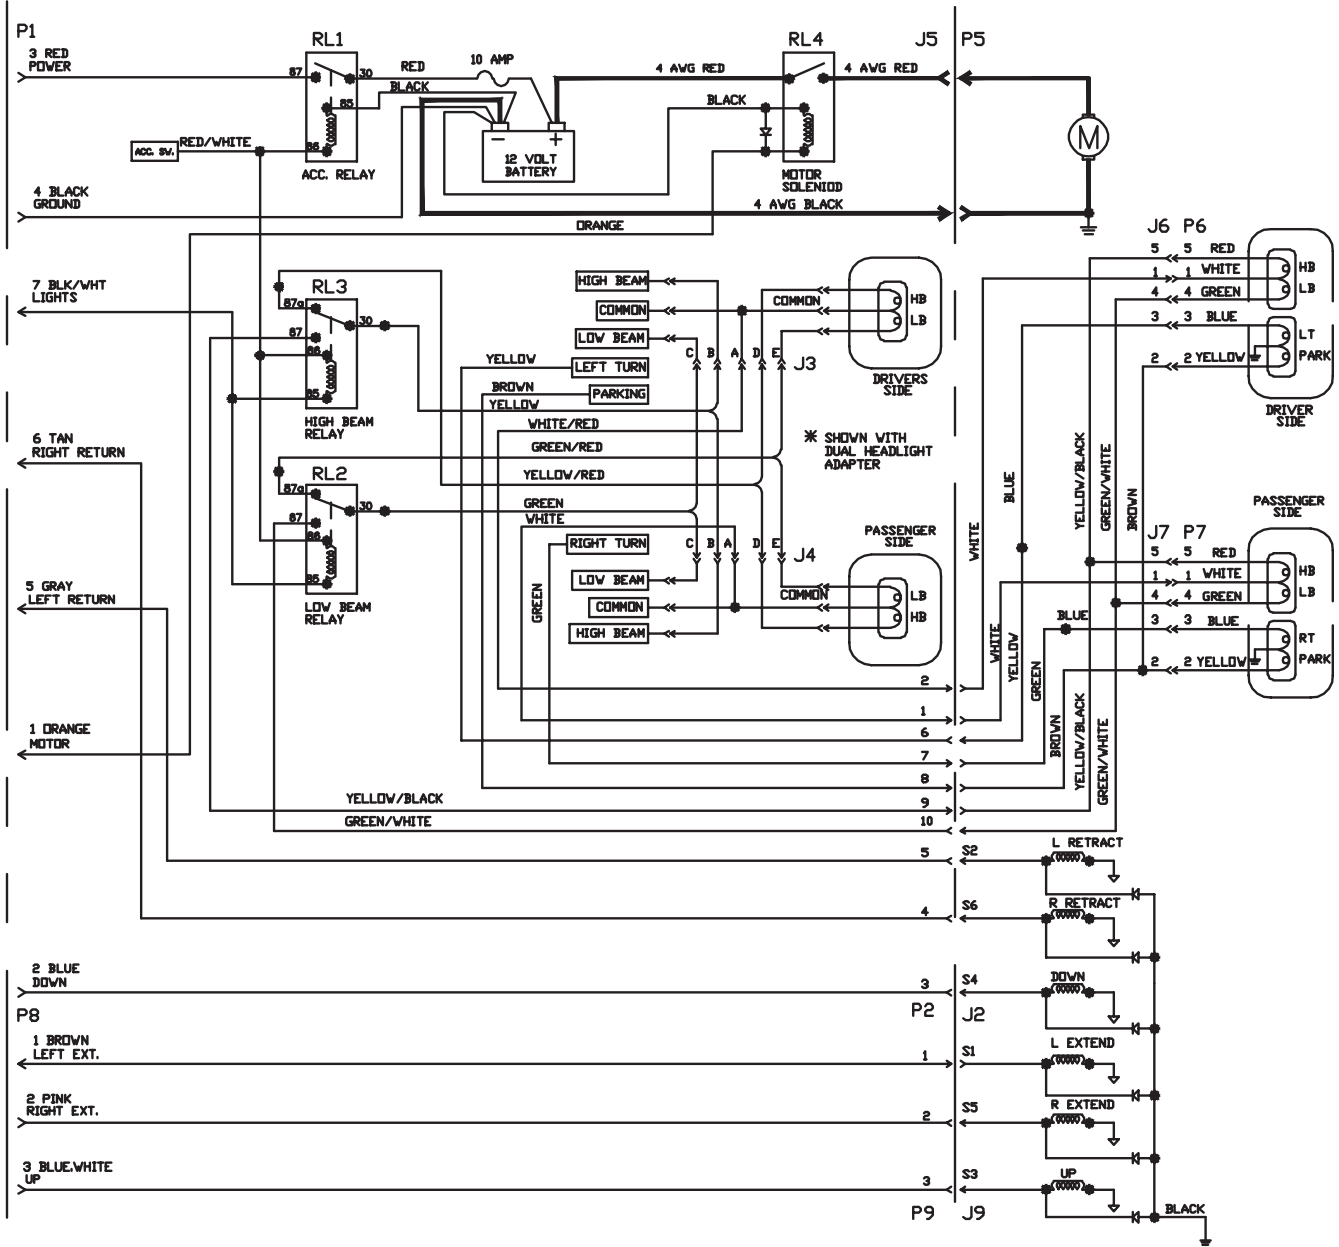 P1
3 RED
POWER
RL1
87
30
RED
10 AMP
BLACK
85
86
ACC. SW.
RED/WHITE
ACC. RELAY
−
+
12 VOLT
BATTERY
4 AWG RED
RL4
4 AWG RED
J5
P5
BLACK
MOTOR
SOLENIOD
M
4 BLACK
GROUND
4 AWG BLACK
ORANGE
7 BLK/WHT
LIGHTS
RL3
87a
30
87
86
85
HIGH BEAM
RELAY
HIGH BEAM
COMMON
LOW BEAM
LEFT TURN
PARKING
YELLOW
BROWN
YELLOW
WHITE/RED
GREEN/RED
YELLOW/RED
GREEN
WHITE
C
B
A
D
E
J3
COMMON
HB
LB
DRIVERS
SIDE
※ SHOWN WITH
DUAL HEADLIGHT
ADAPTER
J6
P6
5
5
RED
1
1
WHITE
4
4
GREEN
3
3
BLUE
2
2
YELLOW
HB
LB
LT
PARK
DRIVER
SIDE
6 TAN
RIGHT RETURN
RL2
87a
30
87
86
85
LOW BEAM
RELAY
RIGHT TURN
LOW BEAM
COMMON
HIGH BEAM
GREEN
C
B
A
D
E
J4
PASSENGER
SIDE
COMMON
LB
HB
WHITE
BLUE
YELLOW/BLACK
GREEN/WHITE
BROWN
PASSENGER
SIDE
J7
P7
5
5
RED
1
1
WHITE
4
4
GREEN
3
3
BLUE
2
2
YELLOW
HB
LB
RT
PARK
BLUE
WHITE
YELLOW
GREEN
BROWN
YELLOW/BLACK
GREEN/WHITE
5 GRAY
LEFT RETURN
1 ORANGE
MOTOR
2
1
6
7
8
YELLOW/BLACK
9
GREEN/WHITE
10
5
S2
L RETRACT
4
S6
R RETRACT
2 BLUE
DOWN
3
S4
DOWN
P8
P2
J2
1 BROWN
LEFT EXT.
1
S1
L EXTEND
2 PINK
RIGHT EXT.
2
S5
R EXTEND
3 BLUE.WHITE
UP
3
S3
UP
P9
J9
BLACK